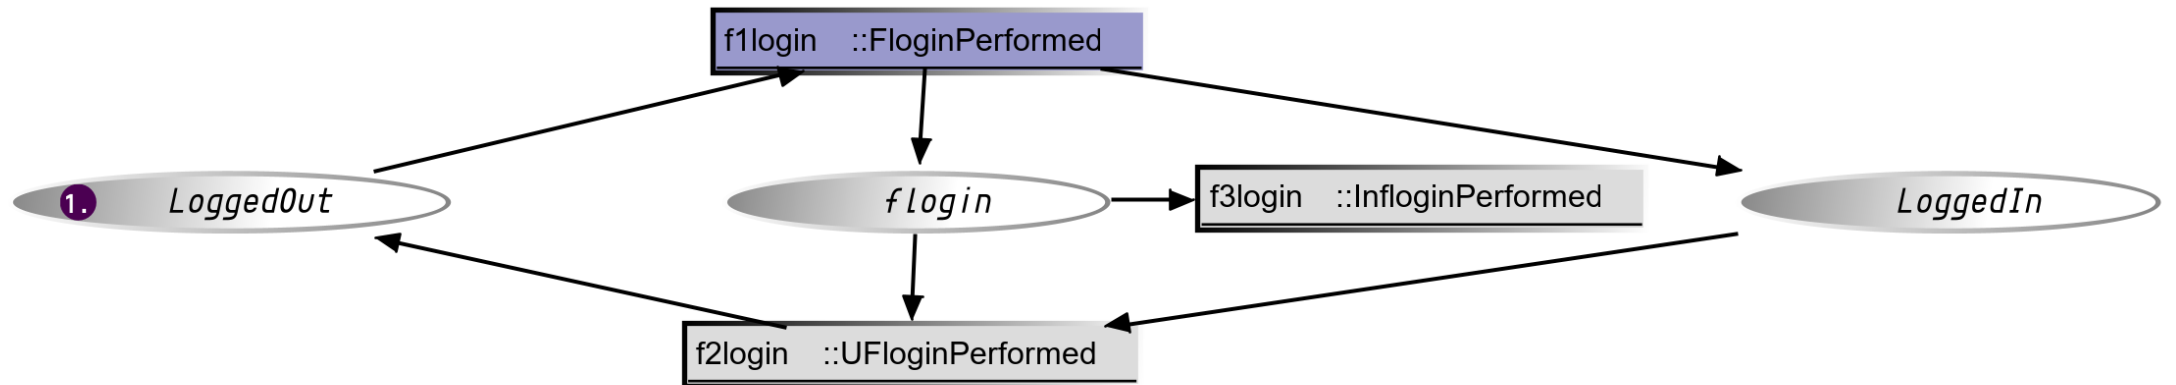 f1login ::FloginPerformed
1. LoggedOut
flogin
f3login ::InfloginPerformed
LoggedIn
f2login ::UFloginPerformed